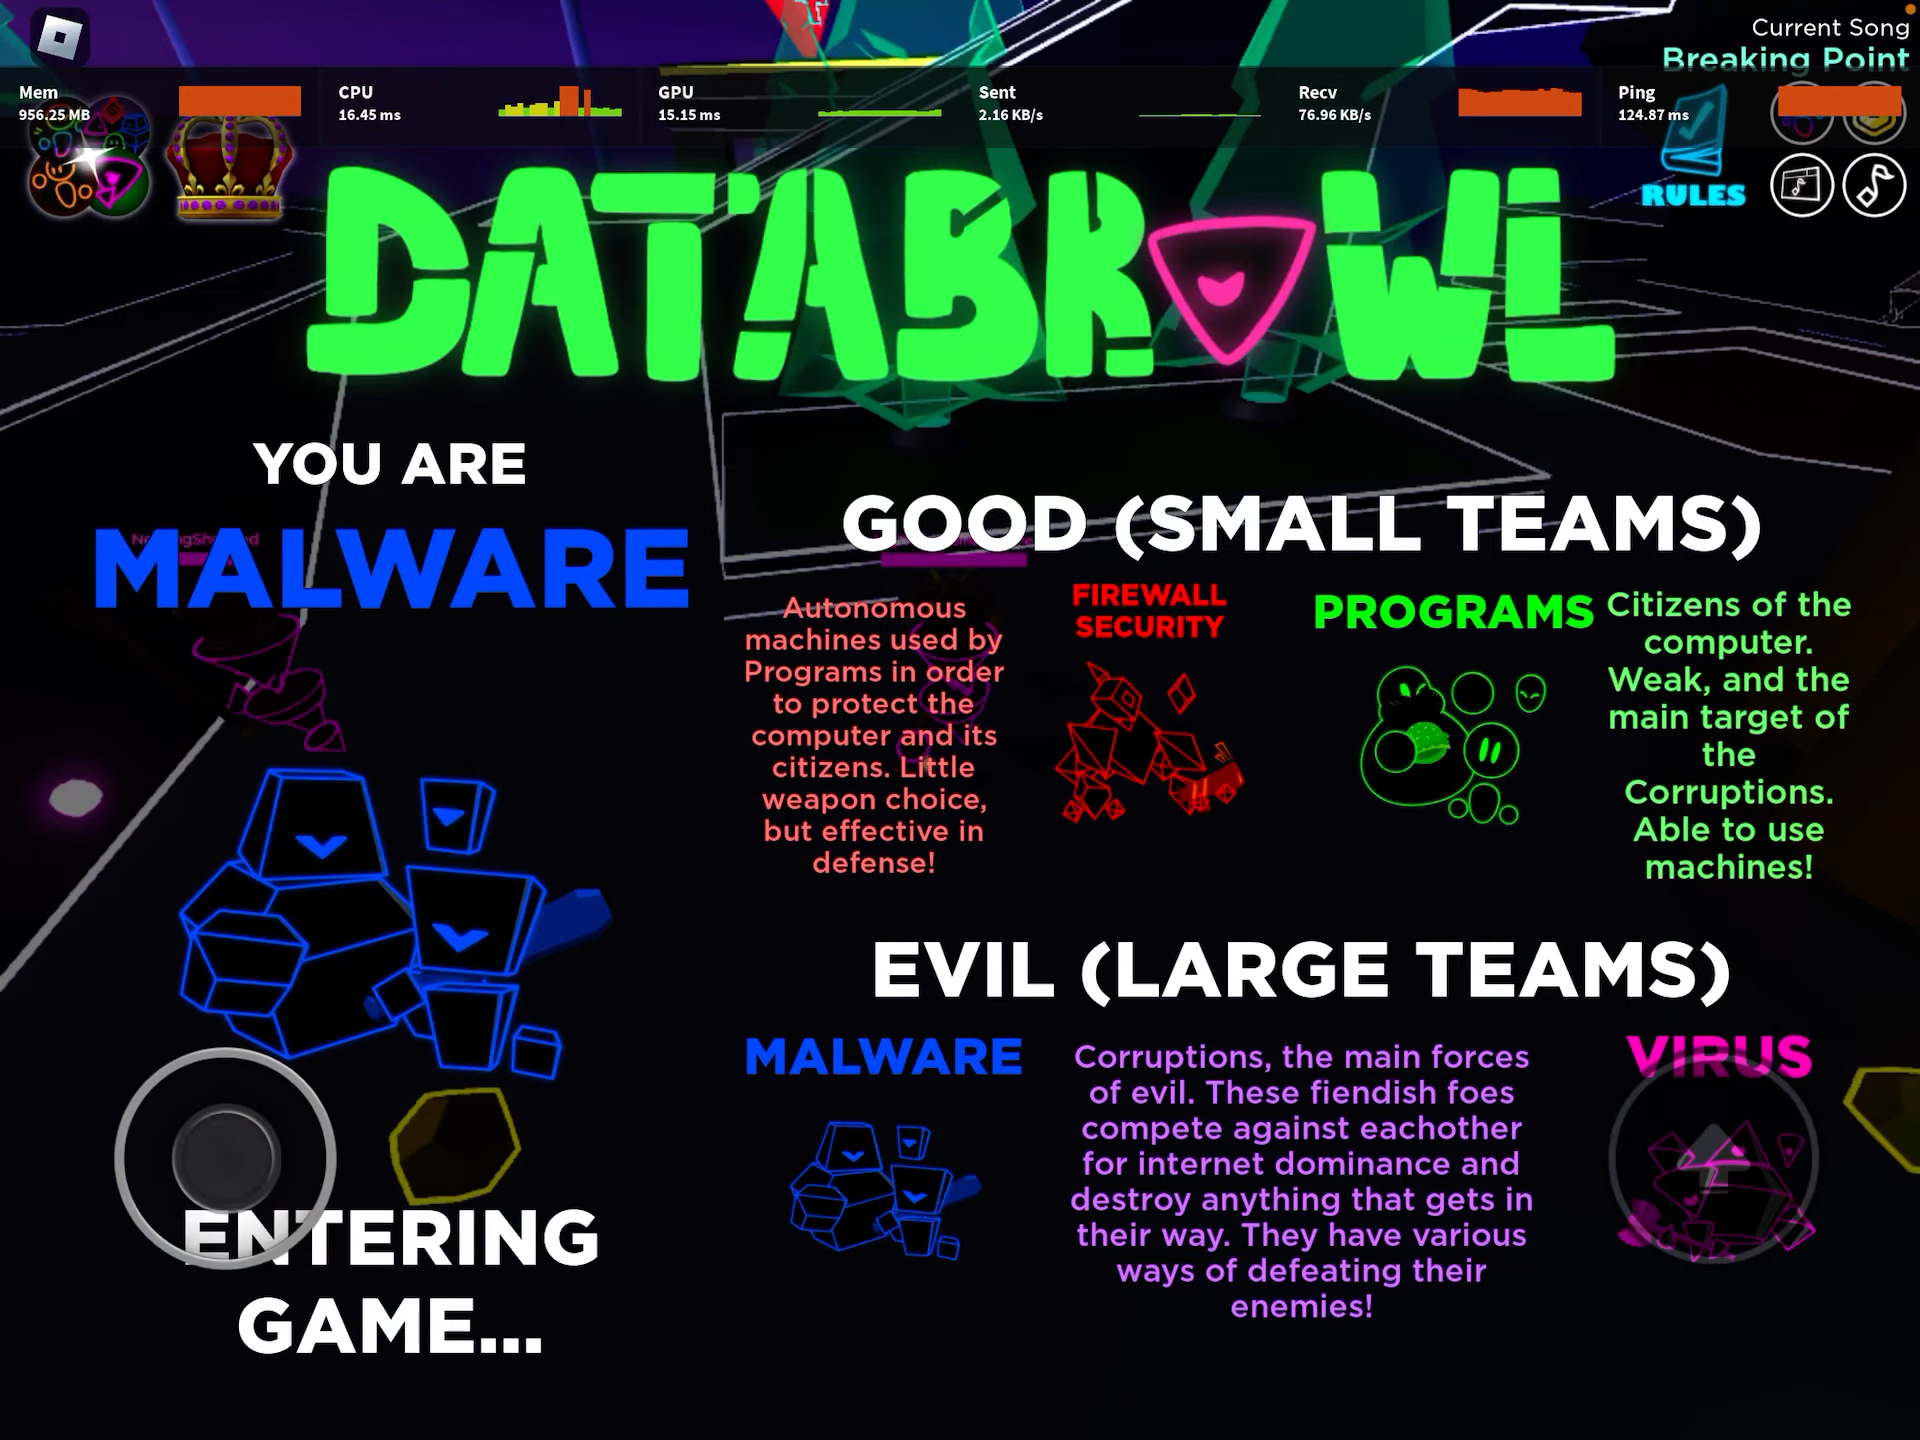 Current Song
Breaking Point
Mem
956.25 MB
CPU
16.45 ms
GPU
15.15 ms
Sent
2.16 KB/s
Recv
76.96 KB/s
Ping
124.87 ms
RULES
DATABRWL
YOU ARE
MALWARE
GOOD (SMALL TEAMS)
Autonomous
machines used by
Programs in order
to protect the
computer and its
citizens. Little
weapon choice,
but effective in
defense!
FIREWALL
SECURITY
PROGRAMS
Citizens of the
computer.
Weak, and the
main target of
the
Corruptions.
Able to use
machines!
EVIL (LARGE TEAMS)
MALWARE
Corruptions, the main forces
of evil. These fiendish foes
compete against eachother
for internet dominance and
destroy anything that gets in
their way. They have various
ways of defeating their
enemies!
VIRUS
ENTERING
GAME...